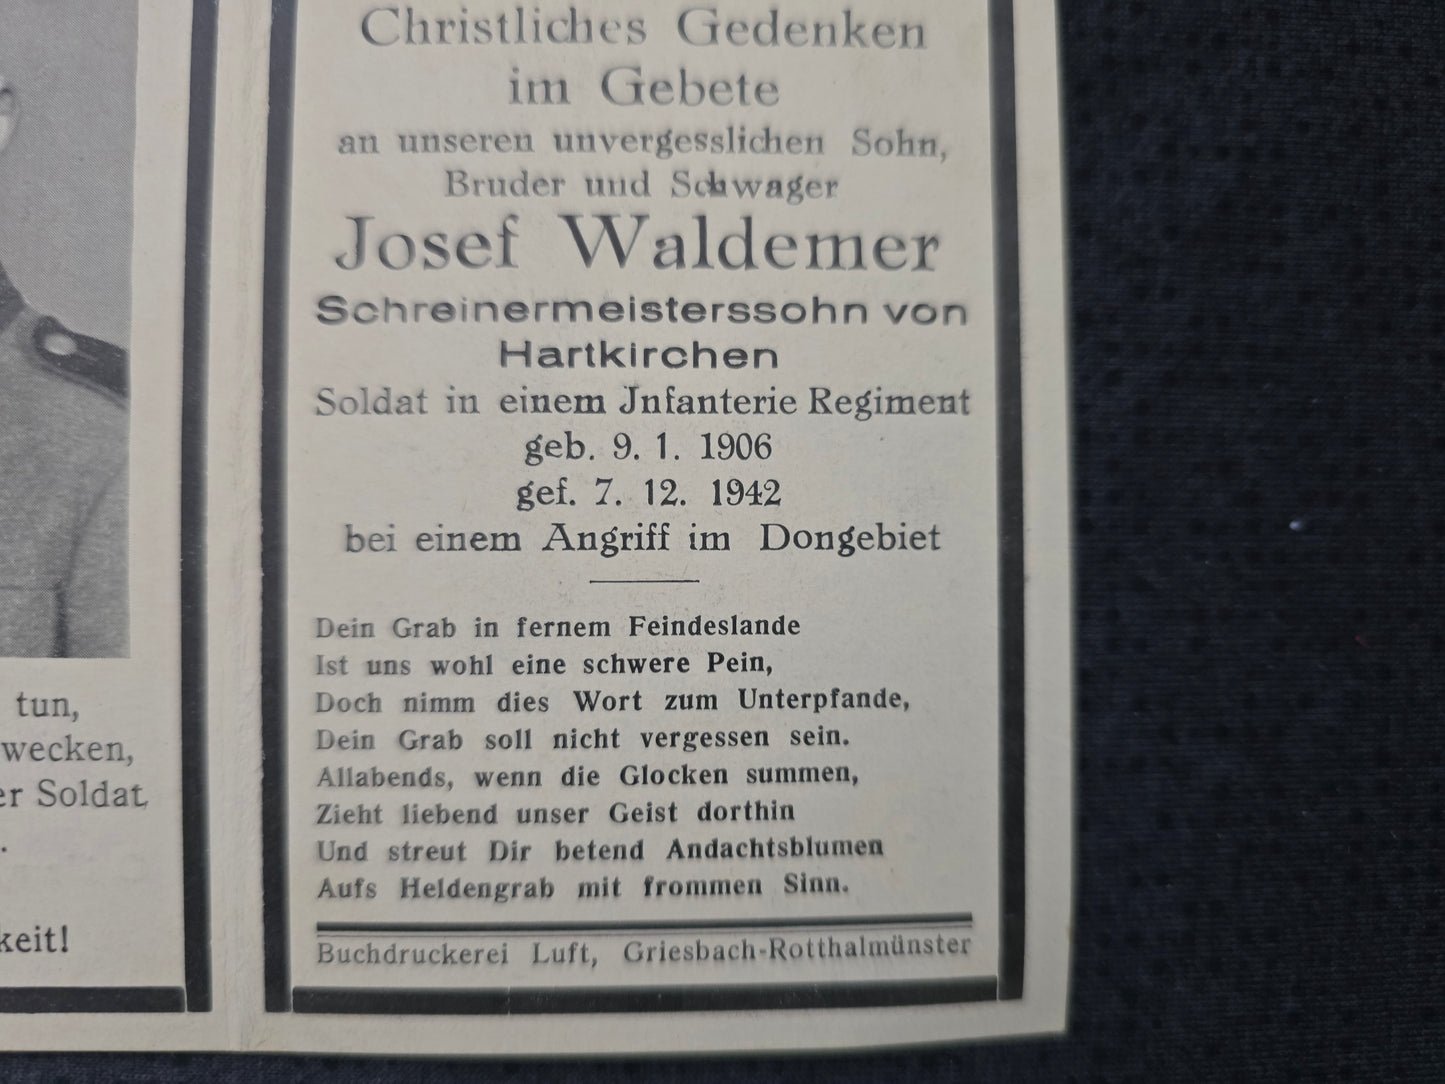 Christliches Gedenken
im Gebete
an unseren unvergesslichen Sohn,
Bruder und Schwager
Josef Waldemer
Schreinermeisterssohn von
Hartkirchen
Soldat in einem Jnfanterie Regiment
geb. 9. 1. 1906
gef. 7. 12. 1942
bei einem Angriff im Dongebiet
Dein Grab in fernem Feindeslande
Ist uns wohl eine schwere Pein,
Doch nimm dies Wort zum Unterpfande,
Dein Grab soll nicht vergessen sein.
Allabends, wenn die Glocken summen,
Zieht liebend unser Geist dorthin
Und streut Dir betend Andachtsblumen
Aufs Heldengrab mit frommen Sinn.
Buchdruckerei Luft, Griesbach-Rotthalmünster
tun,
wecken,
er Soldat
.
keit!